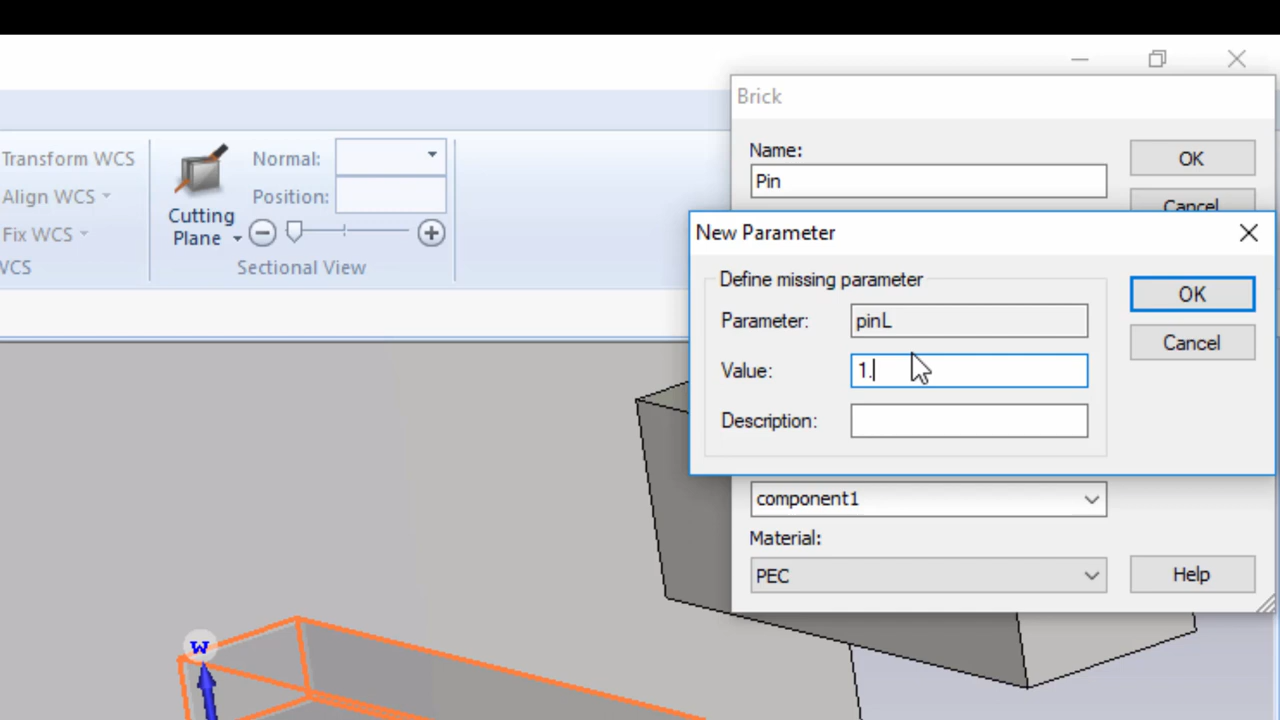 Transform WCS
Align WCS
Fix WCS
WCS
Cutting
Plane
Normal:
Position:
Sectional View
Brick
Name:
Pin
OK
Cancel
New Parameter
Define missing parameter
Parameter:
pinL
Value:
1.
Description:
OK
Cancel
component1
Material:
PEC
Help
w